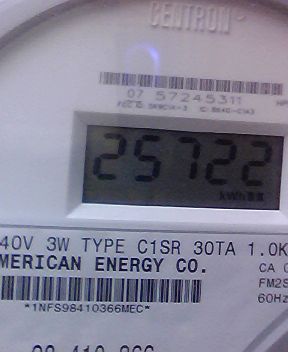 CENTRON
07 57245311
25722
kWh
40V 3W TYPE C1SR 30TA 1.0K
MERICAN ENERGY CO.
CA
FM2S
60Hz
*1NFS98410366MEC*